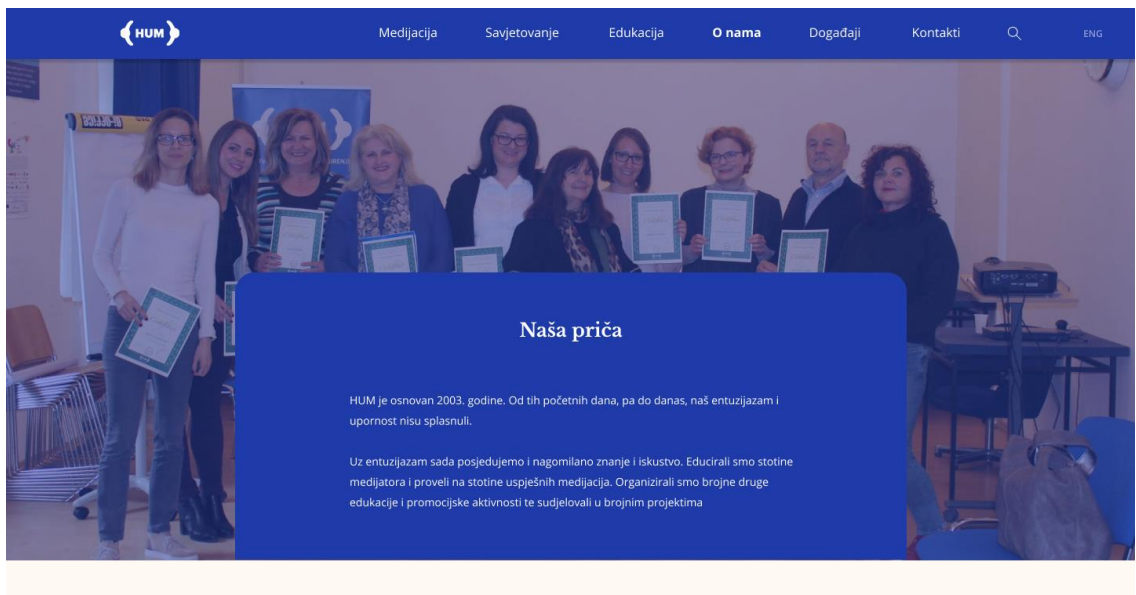 HUM
Medijacija
Savjetovanje
Edukacija
O nama
Događaji
Kontakti
ENG
Naša priča
HUM je osnovan 2003. godine. Od tih početnih dana, pa do danas, naš entuzijazam i
upornost nisu splasnuli.
Uz entuzijazam sada posjedujemo i nagomilano znanje i iskustvo. Educirali smo stotine
medijatora i proveli na stotine uspješnih medijacija. Organizirali smo brojne druge
edukacije i promocijske aktivnosti te sudjelovali u brojnim projektima